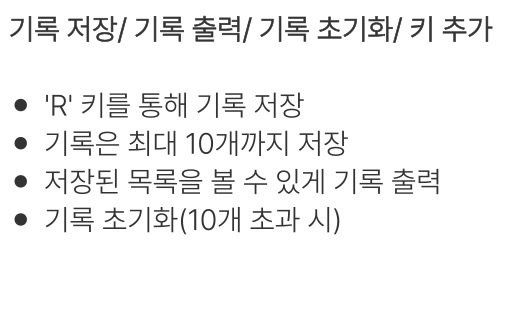 기록 저장/ 기록 출력/ 기록 초기화/ 키 추가
• 'R' 키를 통해 기록 저장
• 기록은 최대 10개까지 저장
• 저장된 목록을 볼 수 있게 기록 출력
• 기록 초기화(10개 초과 시)